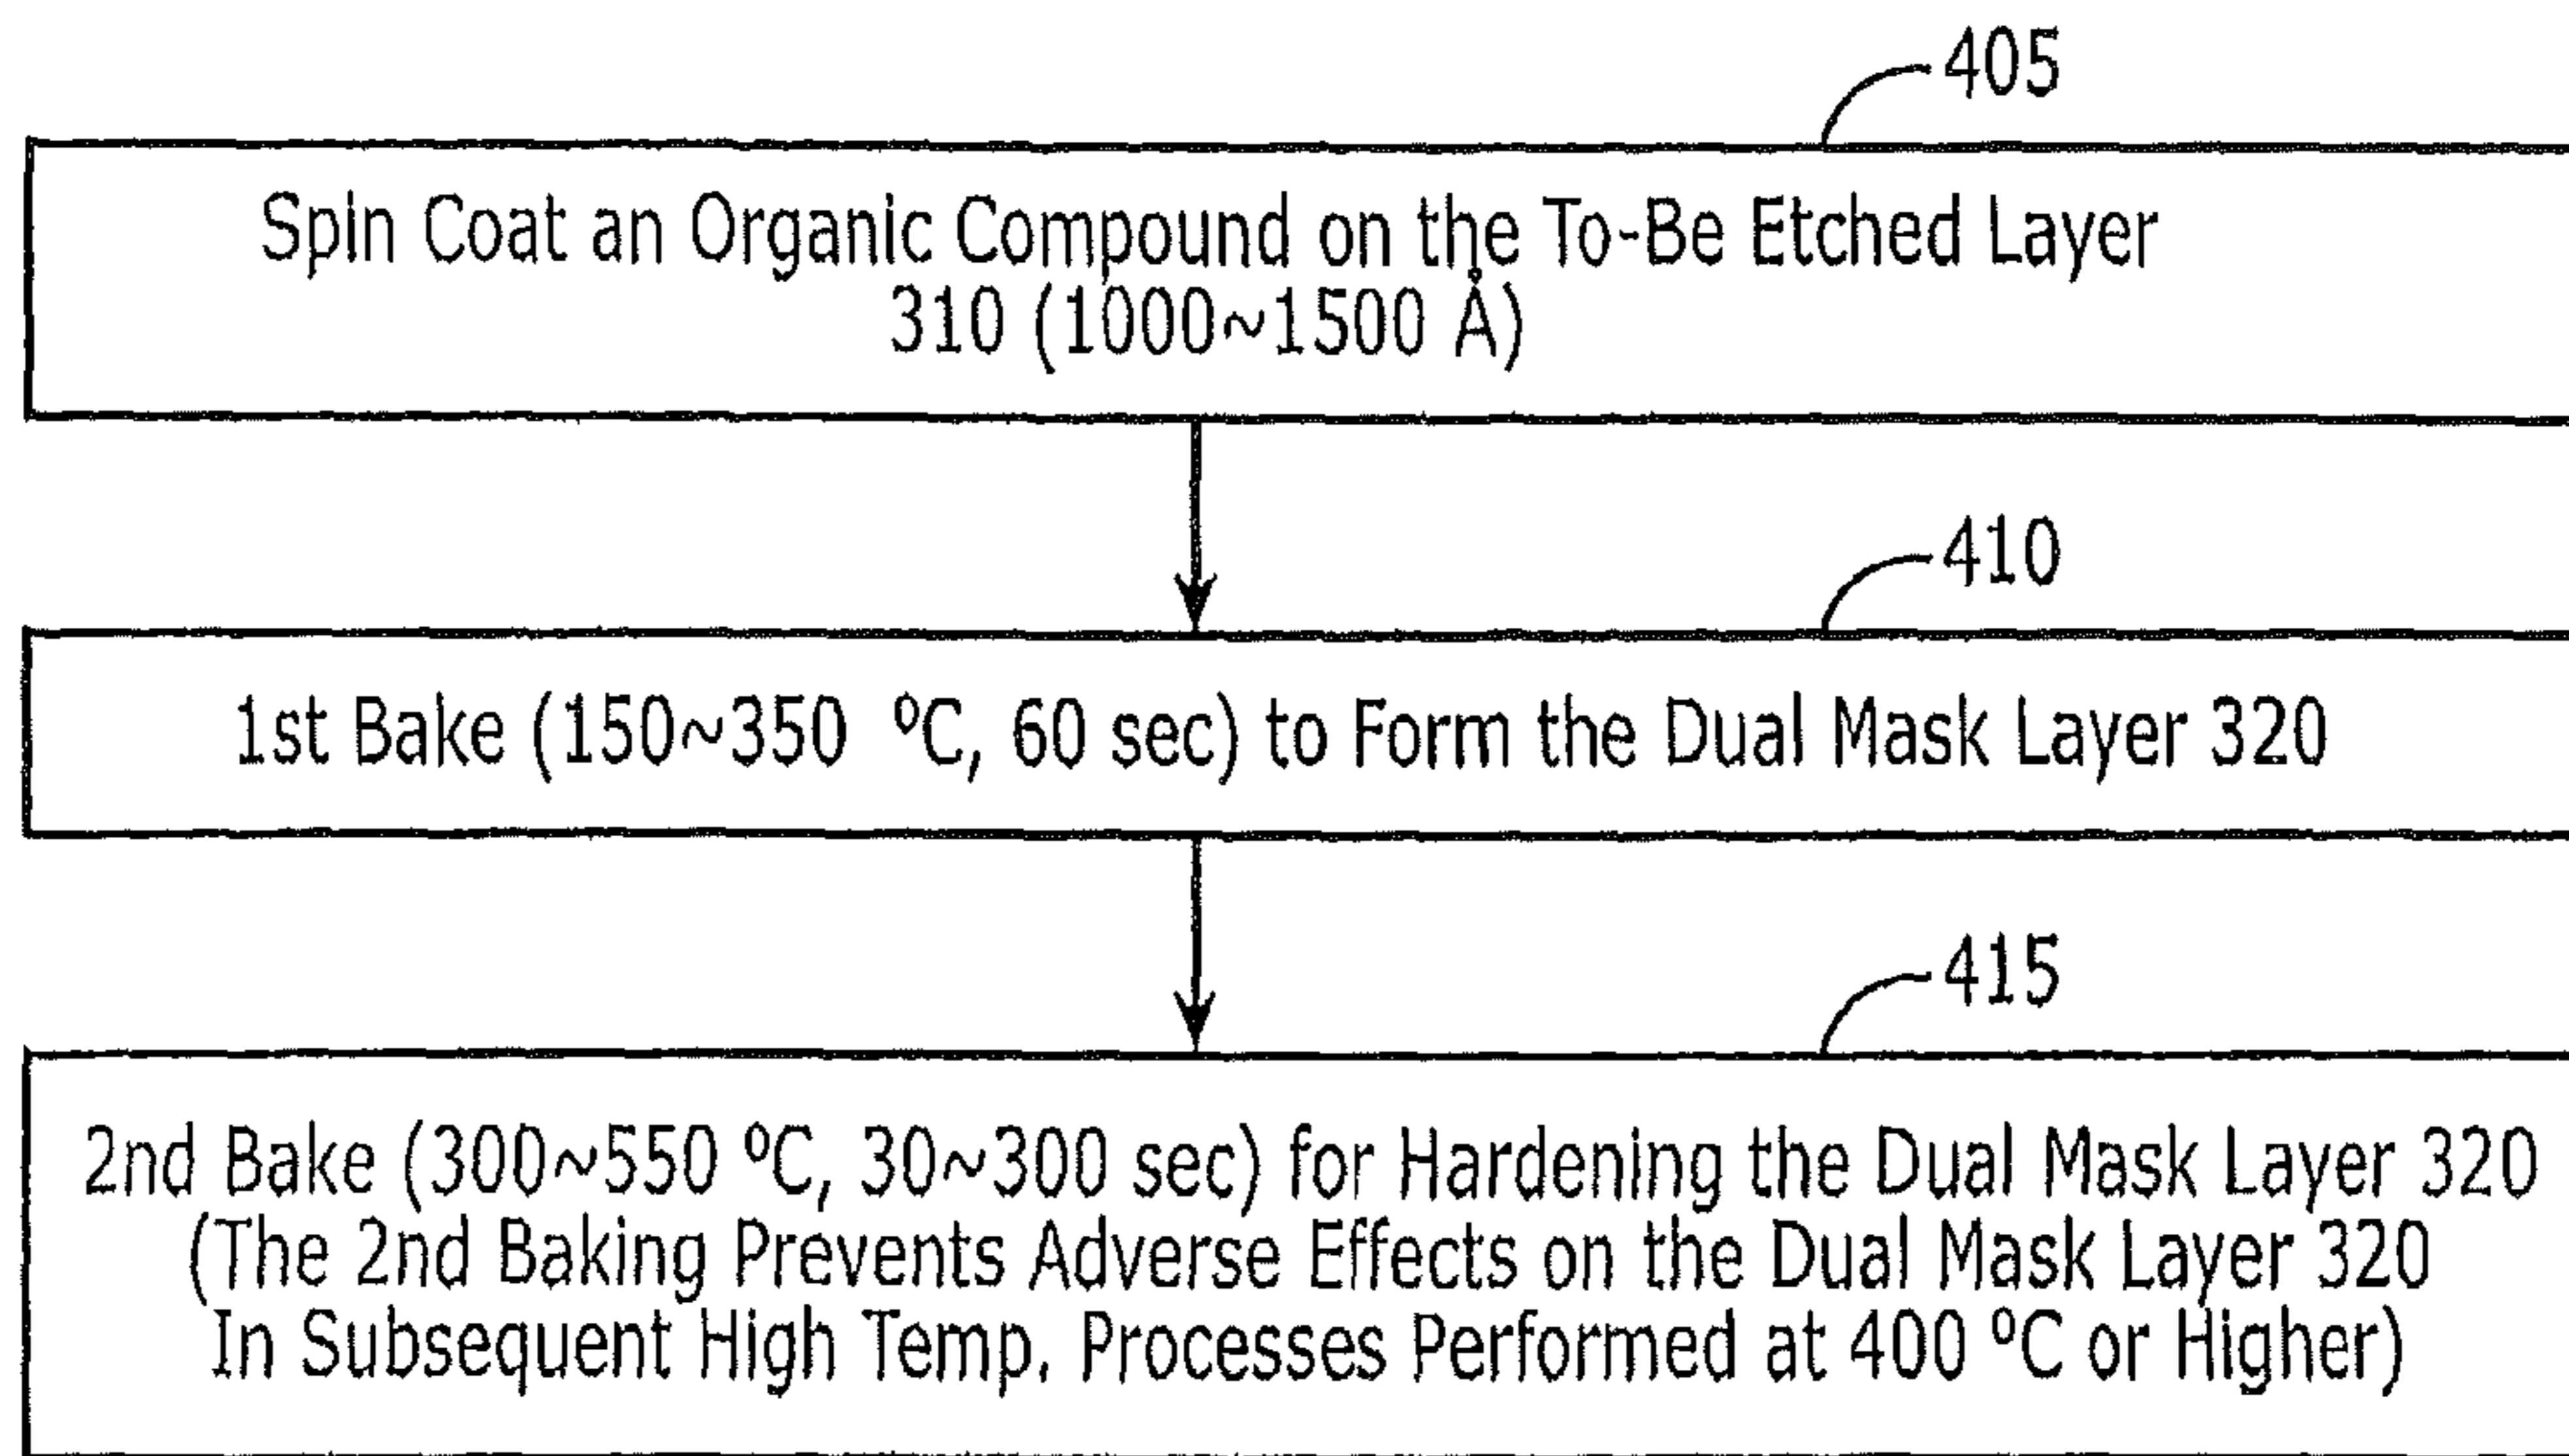 405
Spin Coat an Organic Compound on the To-Be Etched Layer
310 (1000~1500 Å)
410
1st Bake (150~350 ºC, 60 sec) to Form the Dual Mask Layer 320
415
2nd Bake (300~550 ºC, 30~300 sec) for Hardening the Dual Mask Layer 320
(The 2nd Baking Prevents Adverse Effects on the Dual Mask Layer 320
In Subsequent High Temp. Processes Performed at 400 ºC or Higher)